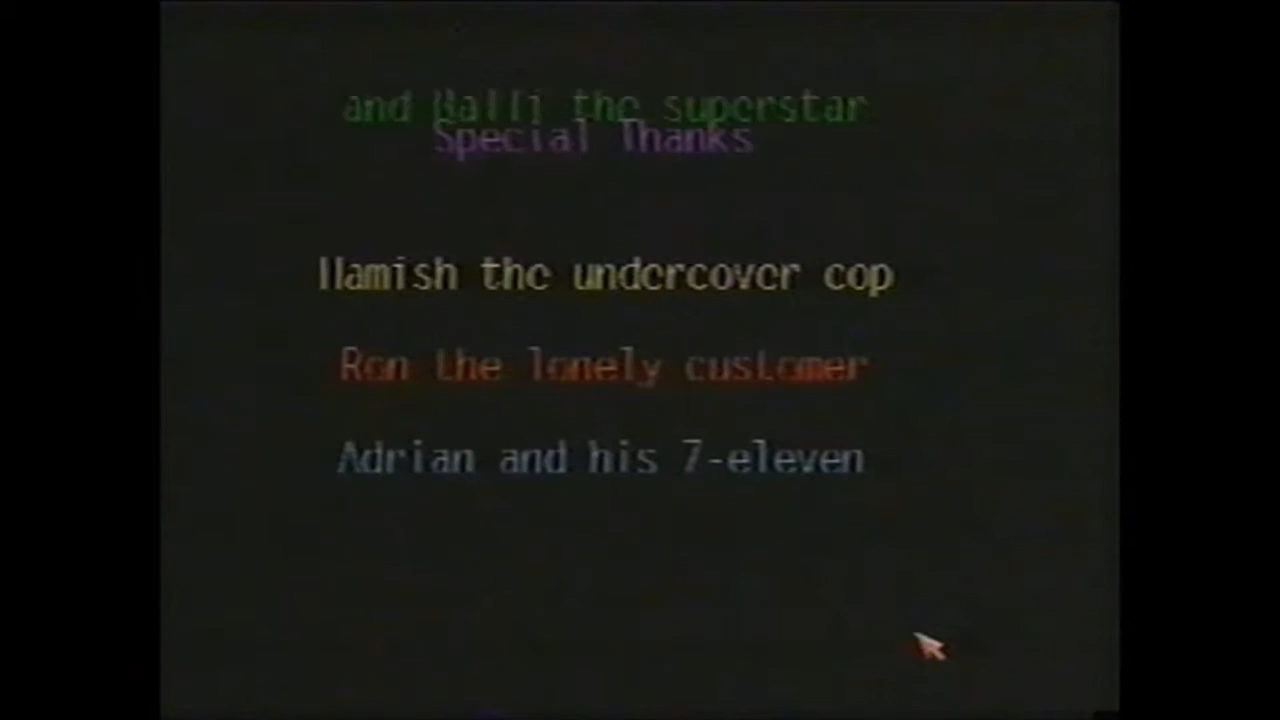 and Balli the superstar
Special Thanks
Hamish the undercover cop
Ron the lonely customer
Adrian and his 7-eleven